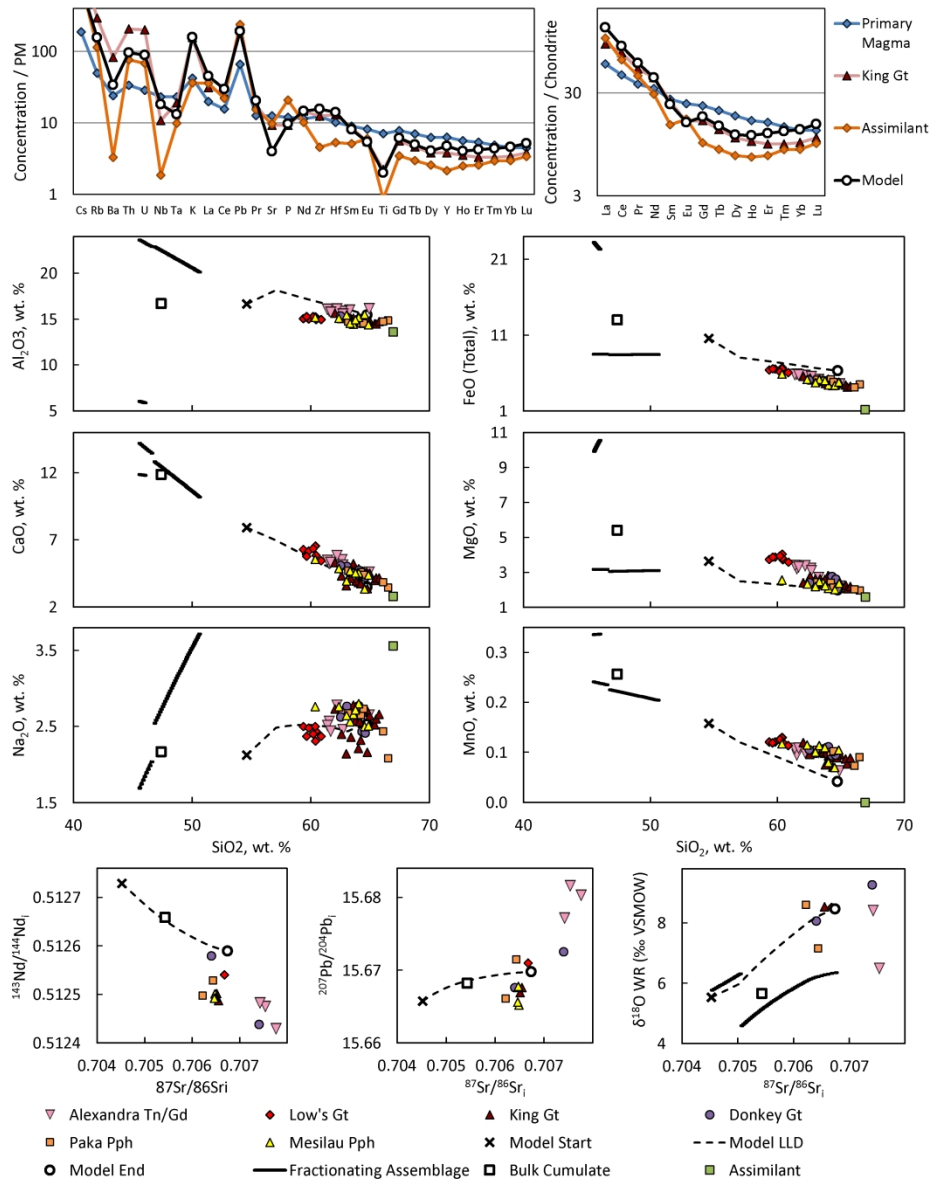 Concentration / PM
100
10
1
Cs Rb Ba Th U Nb Ta K La Ce Pb Pr Sr P Nd Zr Hf Sm Eu Ti Gd Tb Dy Y Ho Er Tm Yb Lu
Concentration / Chondrite
30
3
La Ce Pr Nd Sm Eu Gd Tb Dy Ho Er Tm Yb Lu
Primary
Magma
King Gt
Assimilant
Model
Al₂O3, wt. %
20
15
10
5
FeO (Total), wt. %
21
11
1
CaO, wt. %
12
7
2
MgO, wt. %
11
9
7
5
3
1
Na₂O, wt. %
3.5
2.5
1.5
40 50 60 70
SiO2, wt. %
MnO, wt. %
0.3
0.2
0.1
0.0
40 50 60 70
SiO₂, wt. %
¹⁴³Nd/¹⁴⁴Ndᵢ
0.5127
0.5126
0.5125
0.5124
0.704 0.705 0.706 0.707
87Sr/86Sri
²⁰⁷Pb/²⁰⁴Pbᵢ
15.68
15.67
15.66
0.704 0.705 0.706 0.707
⁸⁷Sr/⁸⁶Srᵢ
δ¹⁸O WR (‰ VSMOW)
8
6
4
0.704 0.705 0.706 0.707
⁸⁷Sr/⁸⁶Srᵢ
Alexandra Tn/Gd Low's Gt King Gt Donkey Gt
Paka Pph Mesilau Pph Model Start Model LLD
Model End Fractionating Assemblage Bulk Cumulate Assimilant